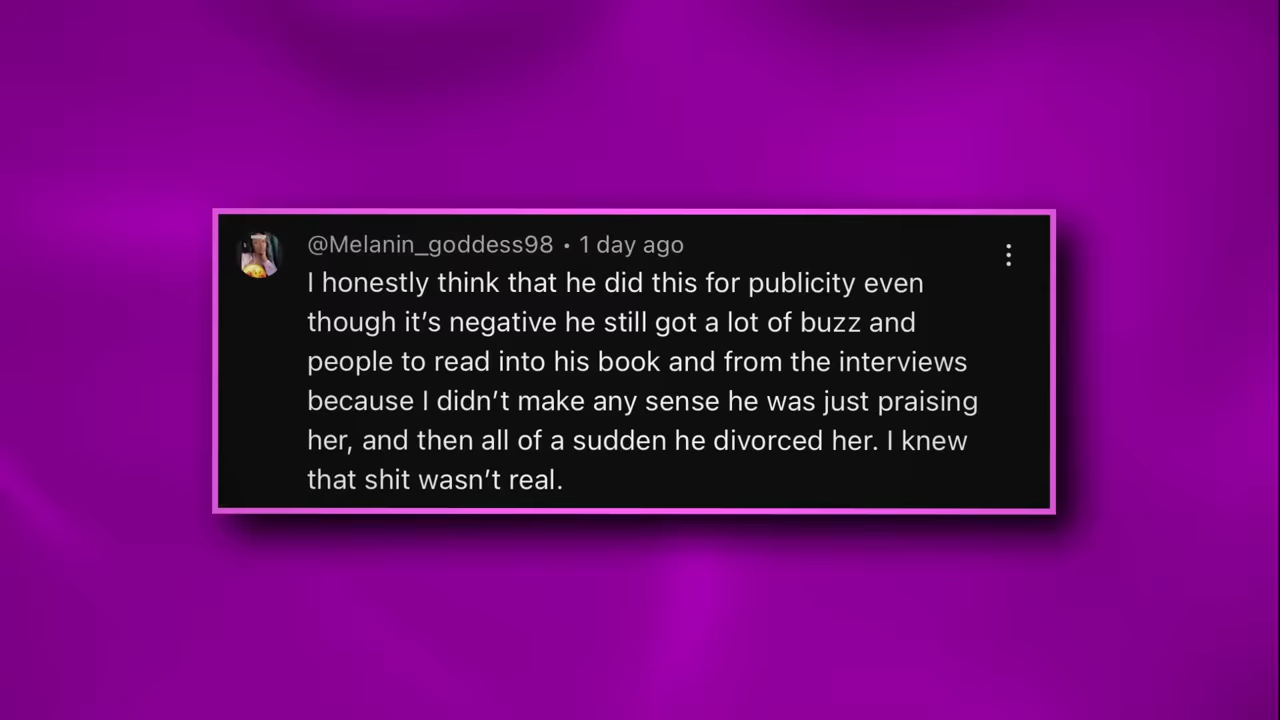 @Melanin_goddess98 • 1 day ago
I honestly think that he did this for publicity even
though it’s negative he still got a lot of buzz and
people to read into his book and from the interviews
because I didn’t make any sense he was just praising
her, and then all of a sudden he divorced her. I knew
that shit wasn’t real.